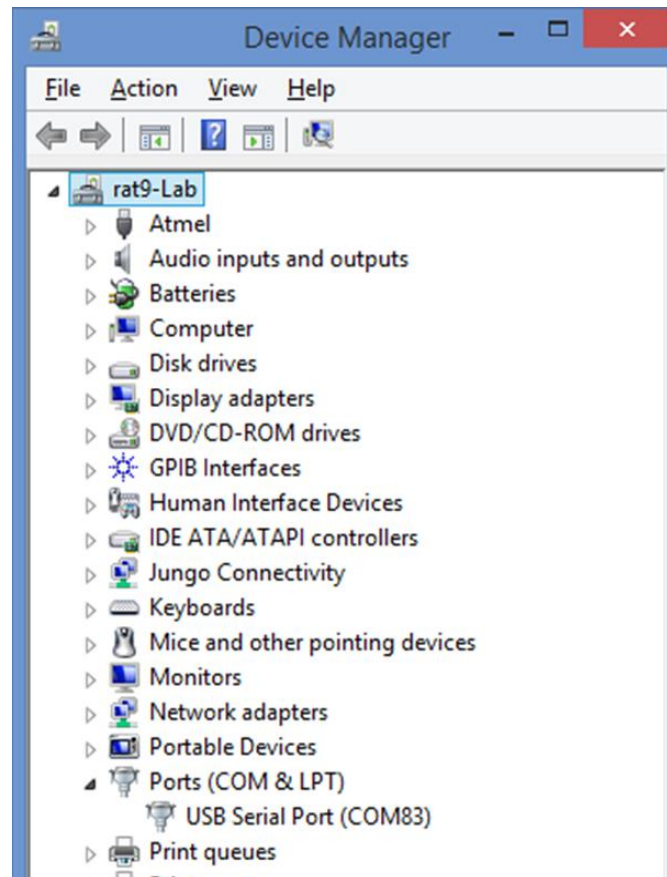 Device Manager
File Action View Help
rat9-Lab
Atmel
Audio inputs and outputs
Batteries
Computer
Disk drives
Display adapters
DVD/CD-ROM drives
GPIB Interfaces
Human Interface Devices
IDE ATA/ATAPI controllers
Jungo Connectivity
Keyboards
Mice and other pointing devices
Monitors
Network adapters
Portable Devices
Ports (COM & LPT)
USB Serial Port (COM83)
Print queues